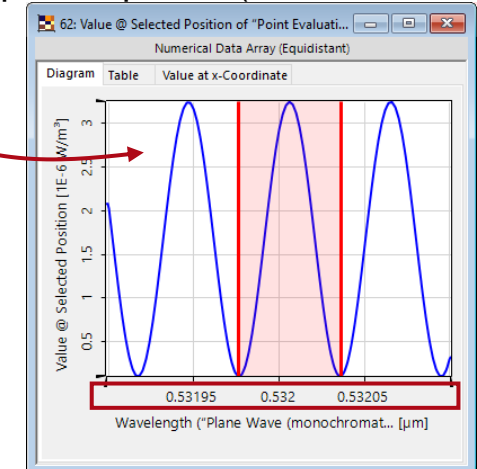 62: Value @ Selected Position of "Point Evaluati...
Numerical Data Array (Equidistant)
Diagram Table Value at x-Coordinate
Value @ Selected Position [1E-6 W/m³]
3
2.5
2
1.5
1
0.5
0.53195 0.532 0.53205
Wavelength ("Plane Wave (monochromat... [µm]